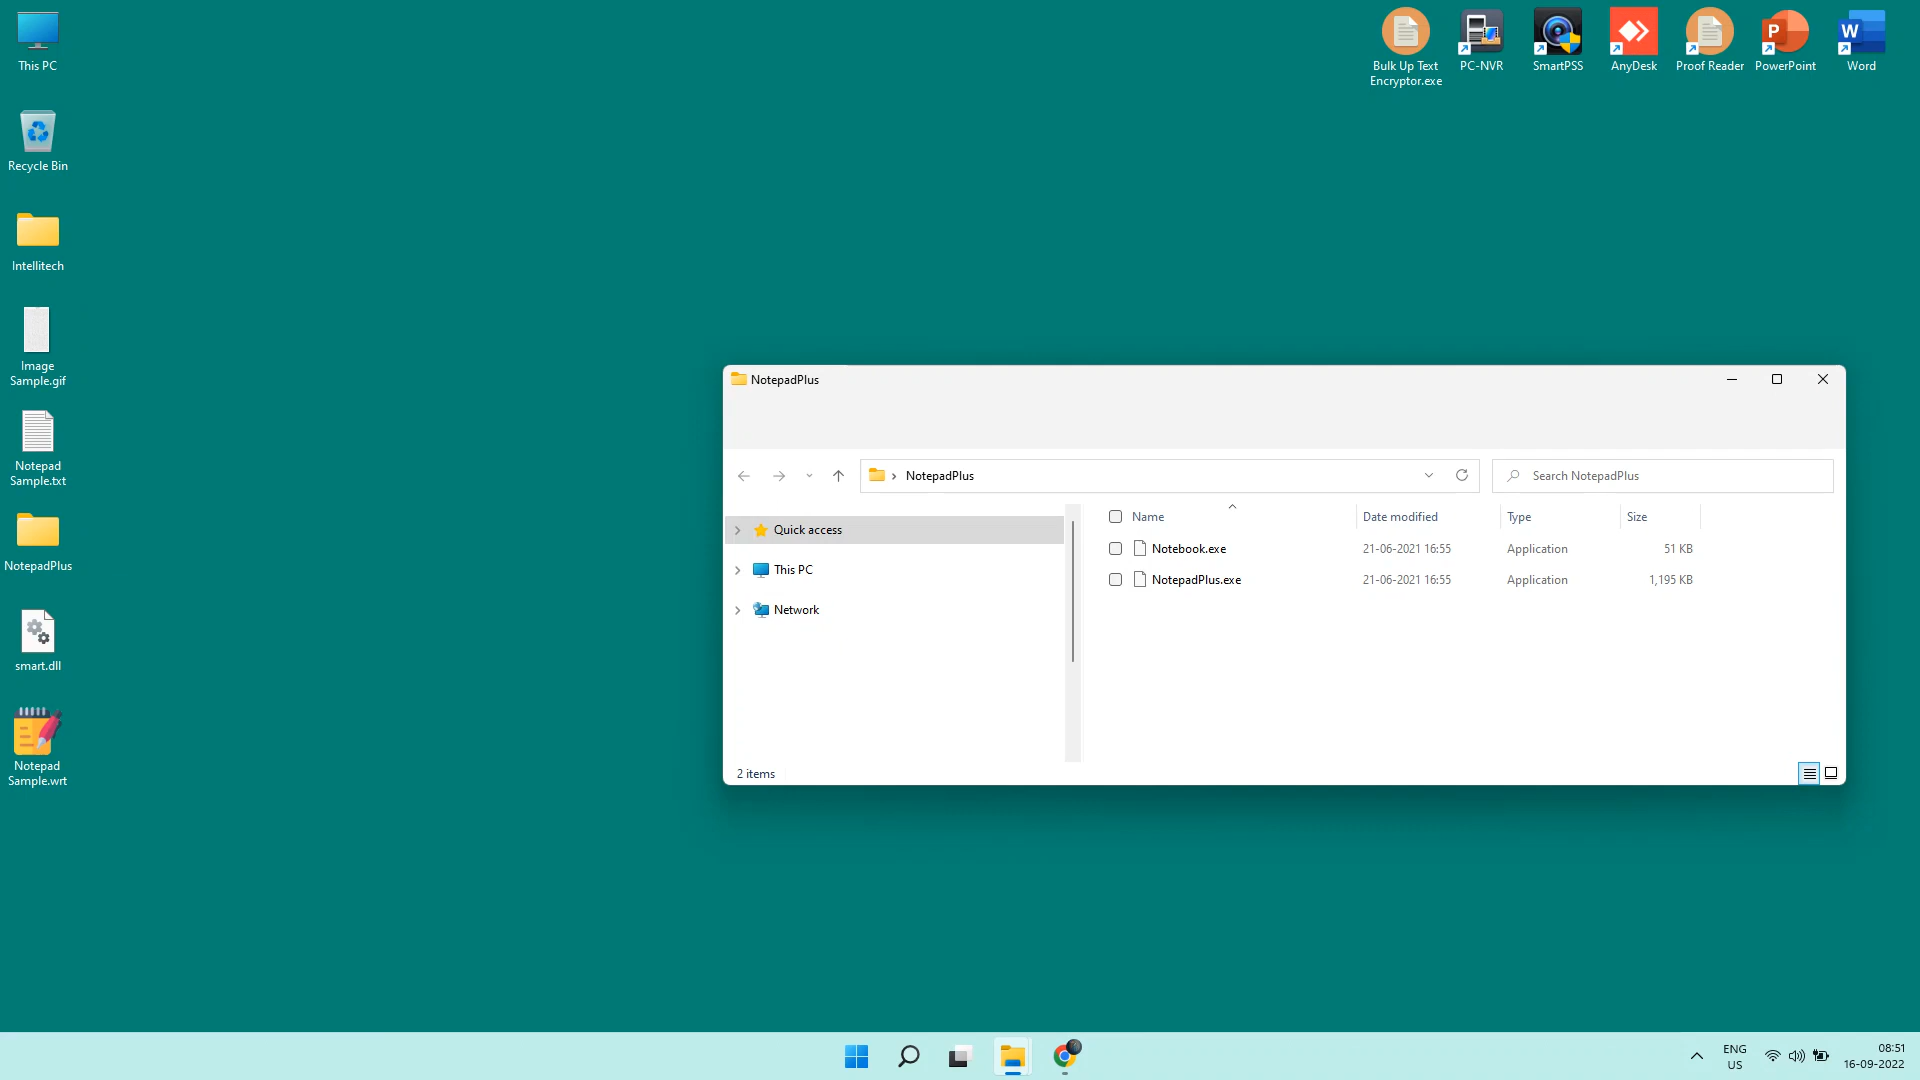 This PC
Recycle Bin
Intellitech
Image
Sample.gif
Notepad
Sample.txt
NotepadPlus
smart.dll
Notepad
Sample.wrt
Bulk Up Text
Encryptor.exe
PC-NVR
SmartPSS
AnyDesk
Proof Reader
P
PowerPoint
W
Word
NotepadPlus
NotepadPlus
Search NotepadPlus
Quick access
This PC
Network
Name Date modified Type Size
Notebook.exe 21-06-2021 16:55 Application 51 KB
NotepadPlus.exe 21-06-2021 16:55 Application 1,195 KB
2 items
ENG
US
08:51
16-09-2022